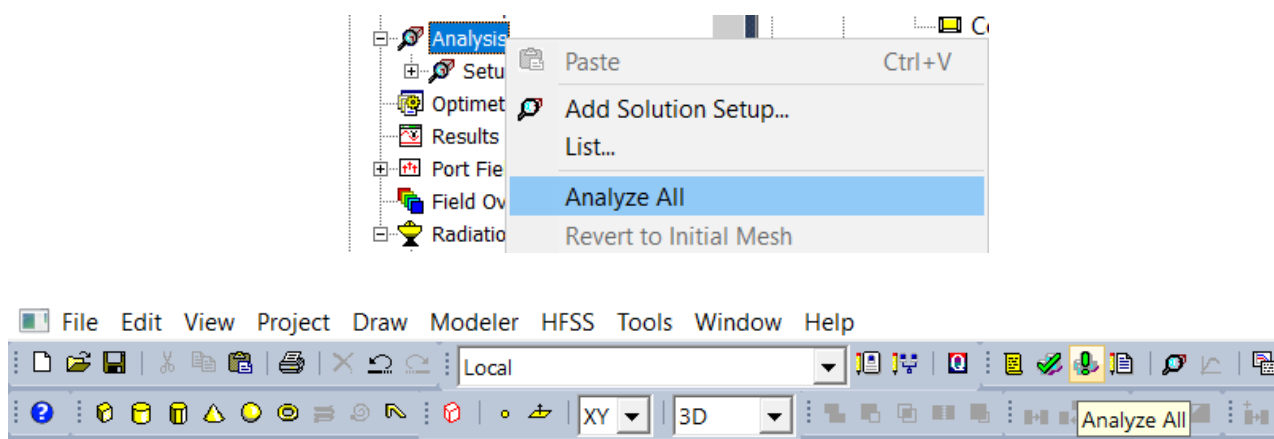 Analysis
Paste Ctrl+V
Setu
Optimet
Add Solution Setup...
Results
List...
Port Fie
Analyze All
Field Ov
Radiatio
Revert to Initial Mesh
File Edit View Project Draw Modeler HFSS Tools Window Help
Local
XY 3D
Analyze All